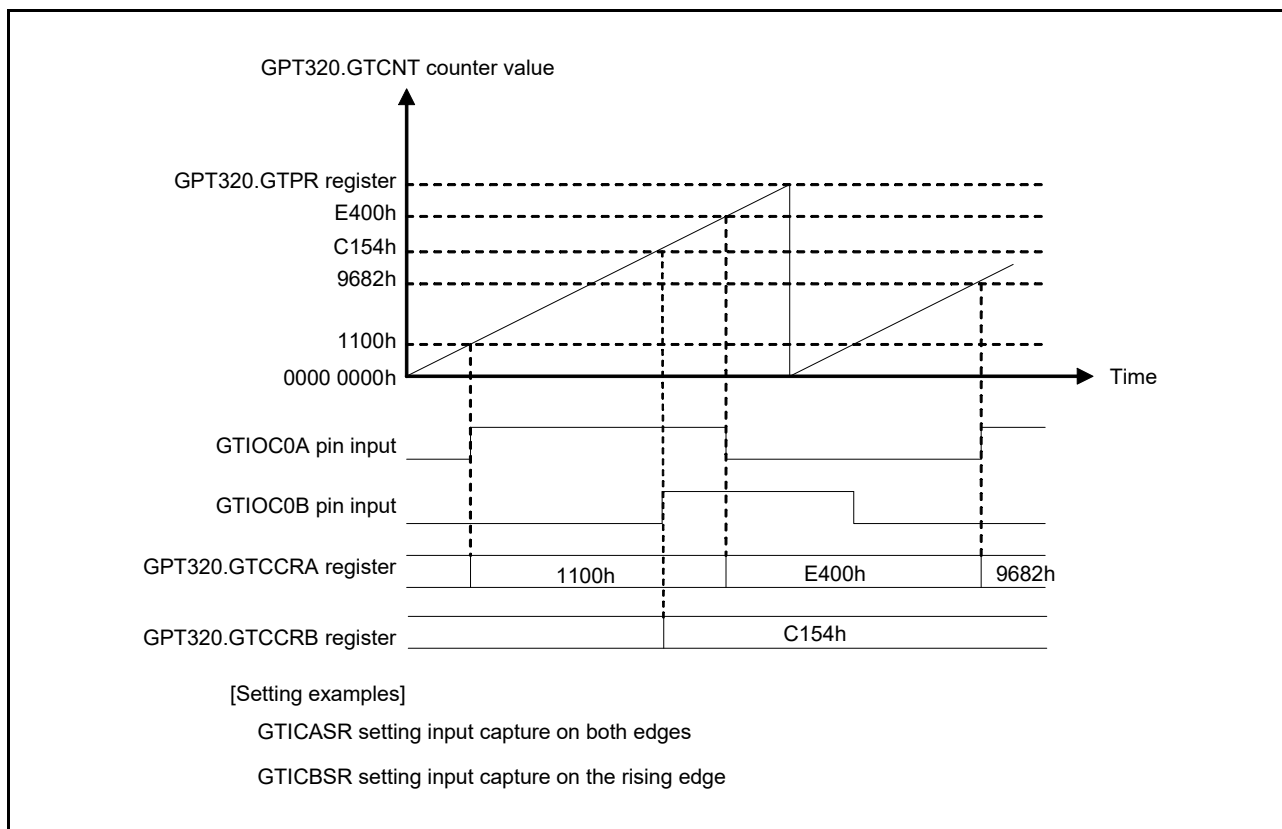 GPT320.GTCNT counter value
GPT320.GTPR register
E400h
C154h
9682h
1100h
0000 0000h
Time
GTIOC0A pin input
GTIOC0B pin input
GPT320.GTCCRA register
1100h
E400h
9682h
GPT320.GTCCRB register
C154h
[Setting examples]
GTICASR setting input capture on both edges
GTICBSR setting input capture on the rising edge